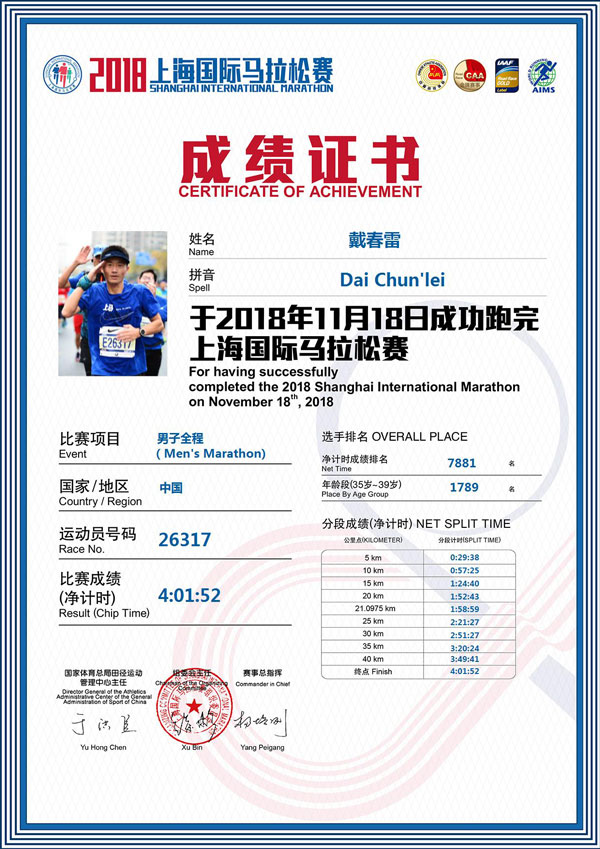 2018上海国际马拉松赛
SHANGHAI INTERNATIONAL MARATHON
CAA
IAAF
Road Race
GOLD
Label
AIMS
成绩证书
CERTIFICATE OF ACHIEVEMENT
姓名
Name
戴春雷
拼音
Spell
Dai Chun'lei
上海
E26317
于2018年11月18日成功跑完
上海国际马拉松赛
For having successfully
completed the 2018 Shanghai International Marathon
on November 18th, 2018
比赛项目
Event
男子全程
( Men's Marathon)
国家/地区
Country / Region
中国
运动员号码
Race No.
26317
比赛成绩
(净计时)
Result (Chip Time)
4:01:52
选手排名 OVERALL PLACE
净计时成绩排名
Net Time
7881 名
年龄段(35岁~39岁)
Place By Age Group
1789 名
分段成绩(净计时) NET SPLIT TIME
公里点(KILOMETER) 分段计时(SPLIT TIME)
5 km 0:29:38
10 km 0:57:25
15 km 1:24:40
20 km 1:52:43
21.0975 km 1:58:59
25 km 2:21:27
30 km 2:51:27
35 km 3:20:24
40 km 3:49:41
终点 Finish 4:01:52
国家体育总局田径运动
管理中心主任
Director General of the Athletics
Administrative Center of the General
Administration of Sport of China
Yu Hong Chen
组委会主任
Chairman of the Organizing
Committee
Xu Bin
赛事总指挥
Commander in Chief
Yang Peigang